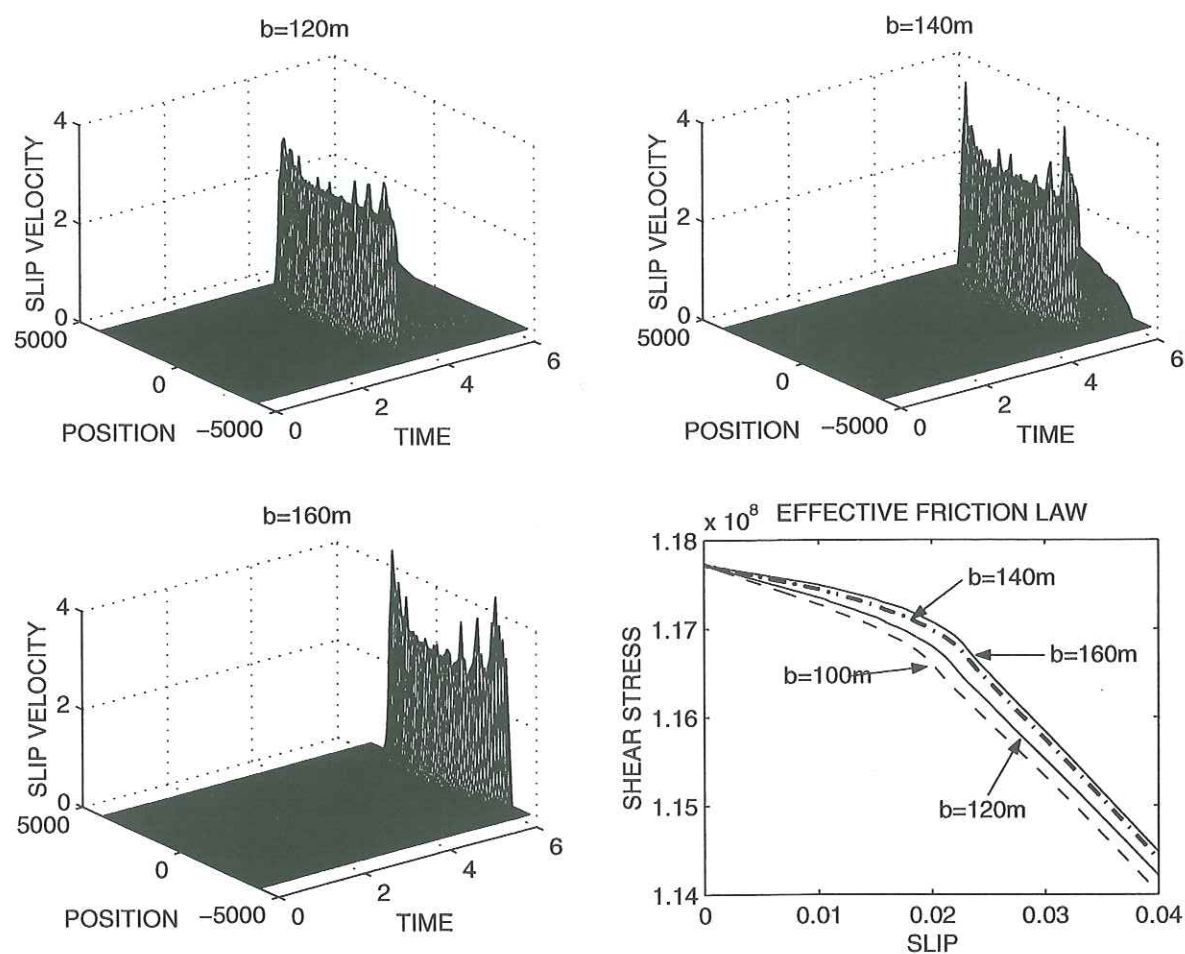 b=120m
SLIP VELOCITY
4
2
0
5000
0
-5000
POSITION
0
2
4
6
TIME
b=140m
SLIP VELOCITY
4
2
0
5000
0
-5000
POSITION
0
2
4
6
TIME
b=160m
SLIP VELOCITY
4
2
0
5000
0
-5000
POSITION
0
2
4
6
TIME
x 10⁸ EFFECTIVE FRICTION LAW
SHEAR STRESS
1.18
1.17
1.16
1.15
1.14
b=140m
b=160m
b=100m
b=120m
0 0.01 0.02 0.03 0.04
SLIP